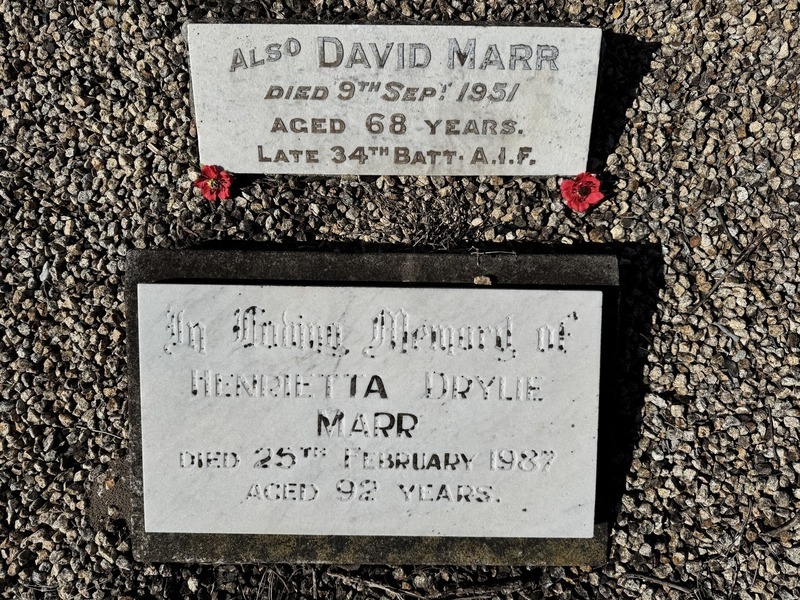 ALSO DAVID MARR
DIED 9TH SEPT. 1951
AGED 68 YEARS.
LATE 34TH BATT. A.I.F.
In Loving Memory of
HENRIETTA DRYLIE
MARR
DIED 25TH FEBRUARY 1987
AGED 92 YEARS.